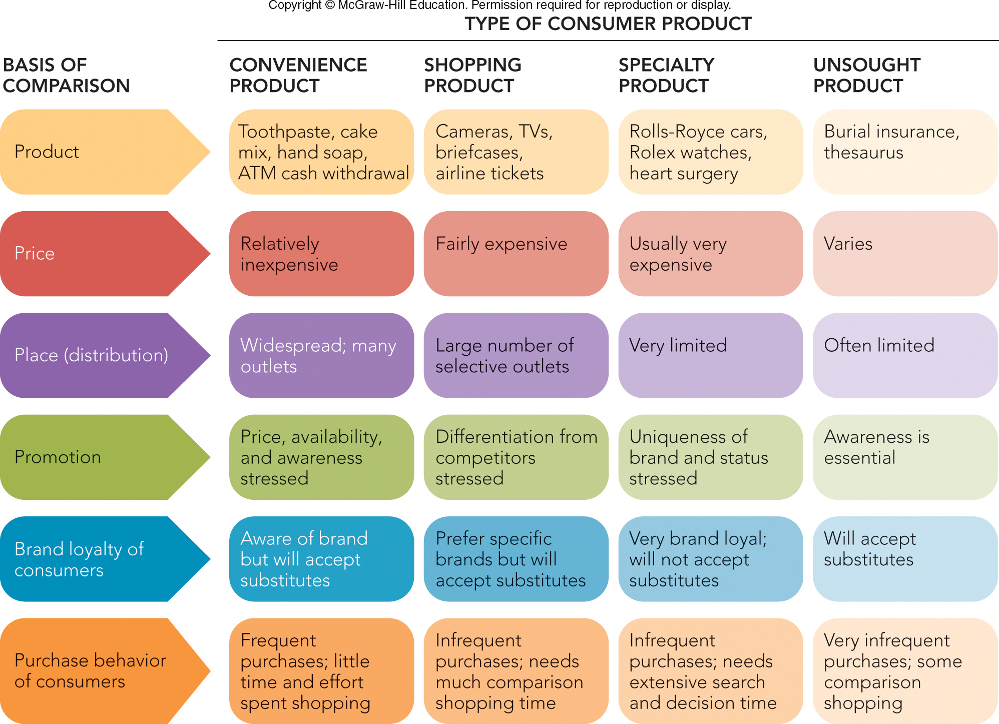 Copyright © McGraw-Hill Education. Permission required for reproduction or display.
TYPE OF CONSUMER PRODUCT
BASIS OF
COMPARISON
CONVENIENCE
PRODUCT
SHOPPING
PRODUCT
SPECIALTY
PRODUCT
UNSOUGHT
PRODUCT
Product
Toothpaste, cake
mix, hand soap,
ATM cash withdrawal
Cameras, TVs,
briefcases,
airline tickets
Rolls-Royce cars,
Rolex watches,
heart surgery
Burial insurance,
thesaurus
Price
Relatively
inexpensive
Fairly expensive
Usually very
expensive
Varies
Place (distribution)
Widespread; many
outlets
Large number of
selective outlets
Very limited
Often limited
Promotion
Price, availability,
and awareness
stressed
Differentiation from
competitors
stressed
Uniqueness of
brand and status
stressed
Awareness is
essential
Brand loyalty of
consumers
Aware of brand
but will accept
substitutes
Prefer specific
brands but will
accept substitutes
Very brand loyal;
will not accept
substitutes
Will accept
substitutes
Purchase behavior
of consumers
Frequent
purchases; little
time and effort
spent shopping
Infrequent
purchases; needs
much comparison
shopping time
Infrequent
purchases; needs
extensive search
and decision time
Very infrequent
purchases; some
comparison
shopping